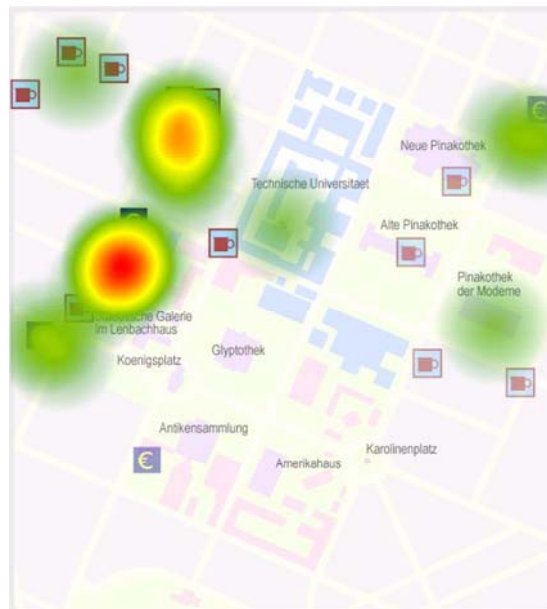 €
Neue Pinakothek
Technische Universitaet
Alte Pinakothek
€
Pinakothek
der Moderne
Galerie
im Lenbachhaus
Glyptothek
Koenigsplatz
Antikensammlung
Karolinenplatz
€
Amerikahaus